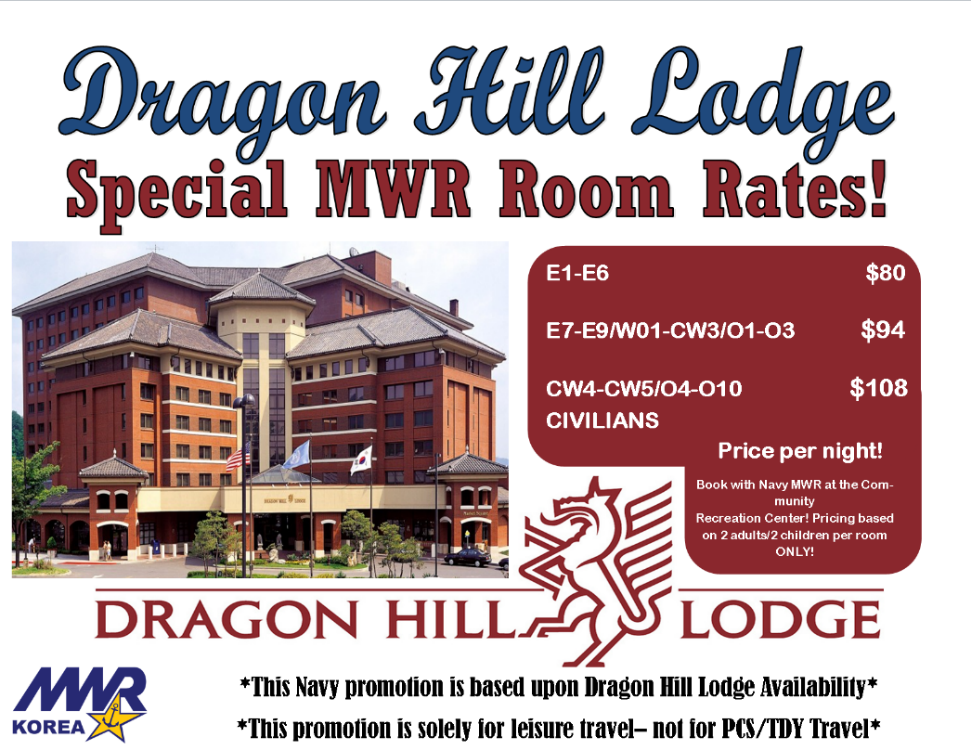 Dragon Hill Lodge
Special MWR Room Rates!
E1-E6 $80
E7-E9/W01-CW3/O1-O3 $94
CW4-CW5/O4-O10 $108
CIVILIANS
Price per night!
Book with Navy MWR at the Com-
munity
Recreation Center! Pricing based
on 2 adults/2 children per room
ONLY!
DRAGON HILL LODGE
DRAGON HILL LODGE
MWR
KOREA
*This Navy promotion is based upon Dragon Hill Lodge Availability*
*This promotion is solely for leisure travel– not for PCS/TDY Travel*